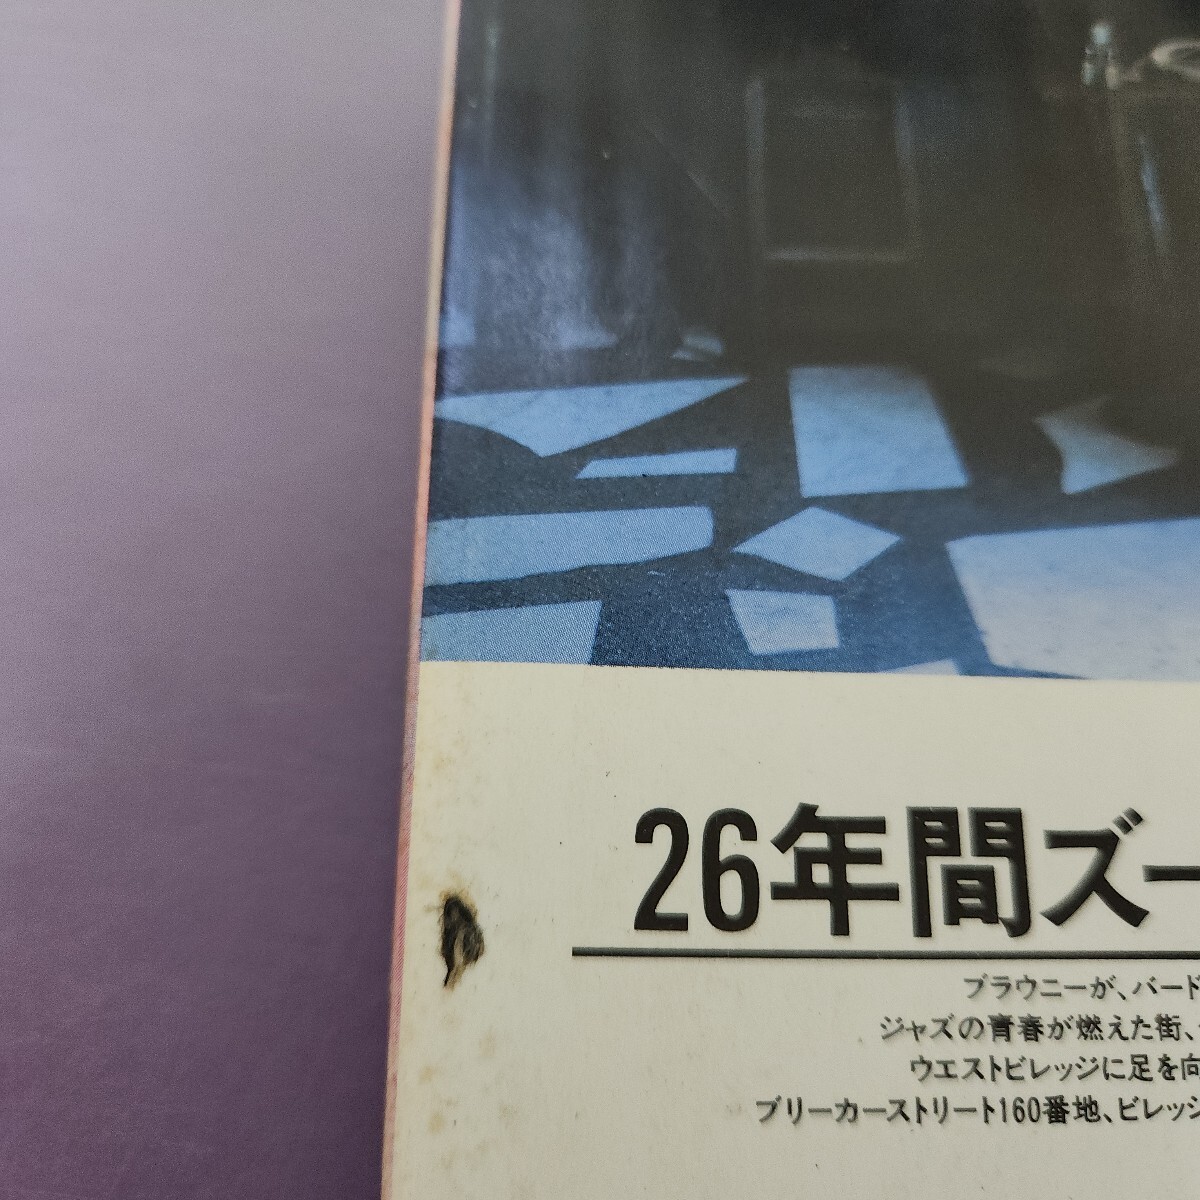 26年間ズー
ブラウニーが、バード
ジャズの青春が燃えた街、
ウエストビレッジに足を向
ブリーカーストリート160番地、ビレッジ